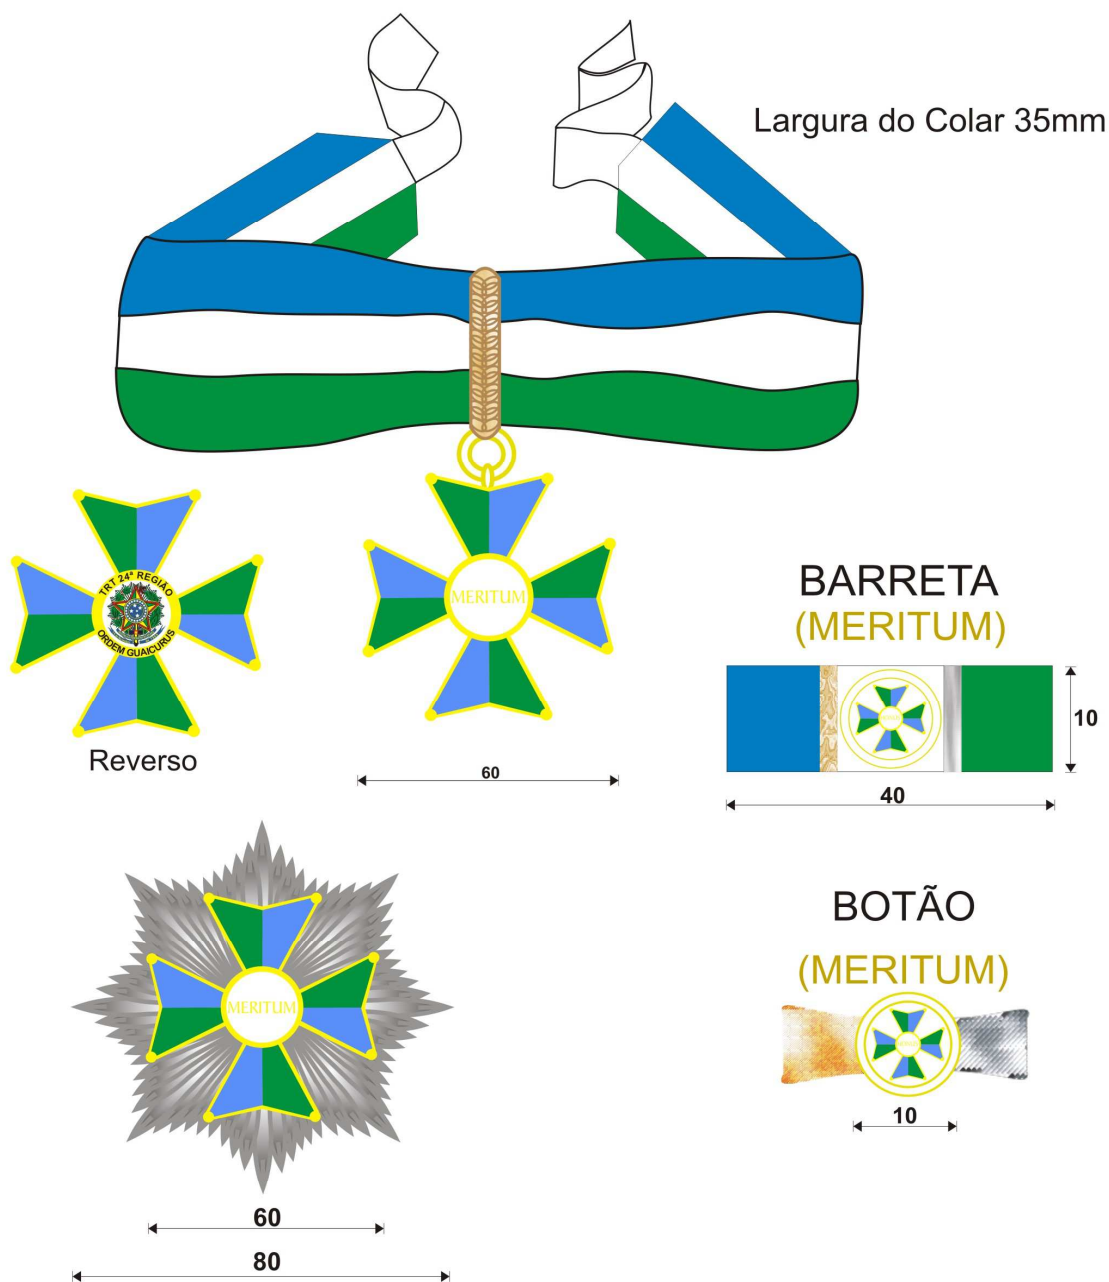 Largura do Colar 35mm
TRT 24ª REGIÃO
ORDEM GUAICURUS
MERITUM
Reverso
60
BARRETA
(MERITUM)
10
40
MERITUM
60
80
BOTÃO
(MERITUM)
10